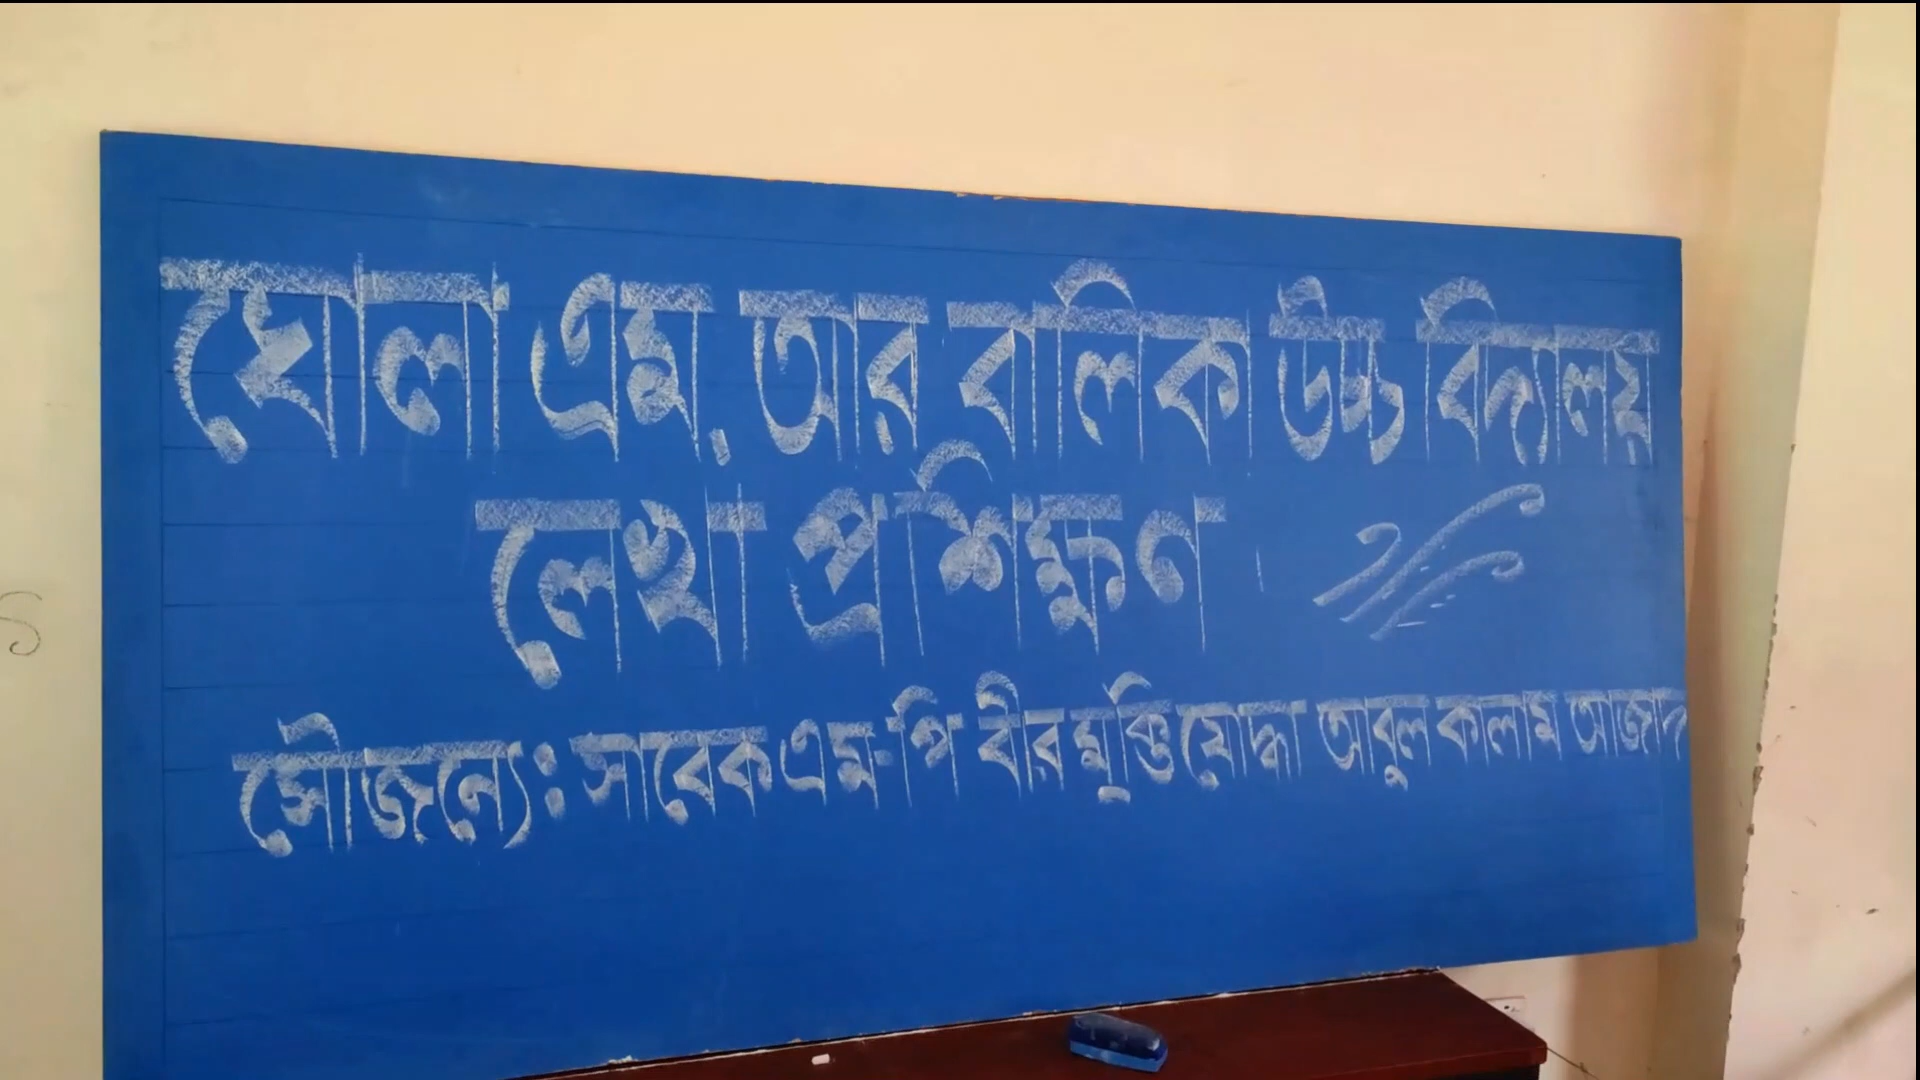 ষোলা এম. আর বালিকা উচ্চ বিদ্যালয়
লেখা প্রশিক্ষণ
সৌজন্যে: সাবেক এম-পি বীর মুক্তিযোদ্ধা আবুল কালাম আজাদ